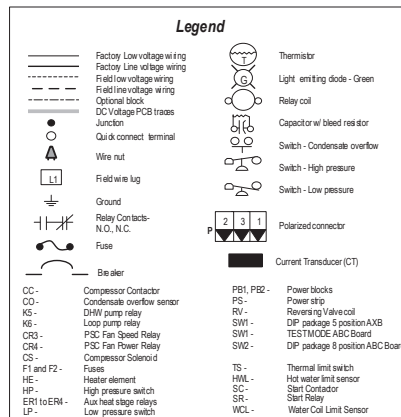 Legend
Factory Low voltage wiring
Factory Line voltage wiring
Field low voltage wiring
Field line voltage wiring
Optional block
DC Voltage PCB traces
Junction
Quick connect terminal
Wire nut
L1
Field wire lug
Ground
Relay Contacts-
N.O., N.C.
Fuse
Breaker
T
Thermistor
G
Light emitting diode - Green
Relay coil
Capacitor w/ bleed resistor
Switch - Condensate overflow
Switch - High pressure
Switch - Low pressure
2 3 1
P
Polarized connector
Current Transducer (CT)
CC - Compressor Contactor
CO - Condensate overflow sensor
K5 - DHW pump relay
K6 - Loop pump relay
CR3 - PSC Fan Speed Relay
CR4 - PSC Fan Power Relay
CS - Compressor Solenoid
F1 and F2 - Fuses
HE - Heater element
HP - High pressure switch
ER1 to ER4 - Aux heat stage relays
LP - Low pressure switch
PB1, PB2 - Power blocks
PS - Power strip
RV - Reversing Valve coil
SW1 - DIP package 5 position AXB
SW1 - TEST MODE ABC Board
SW2 - DIP package 8 position ABC Boar
TS - Thermal limit switch
HWL - Hot water limit sensor
SC - Start Contactor
SR - Start Relay
WCL - Water Coil Limit Sensor